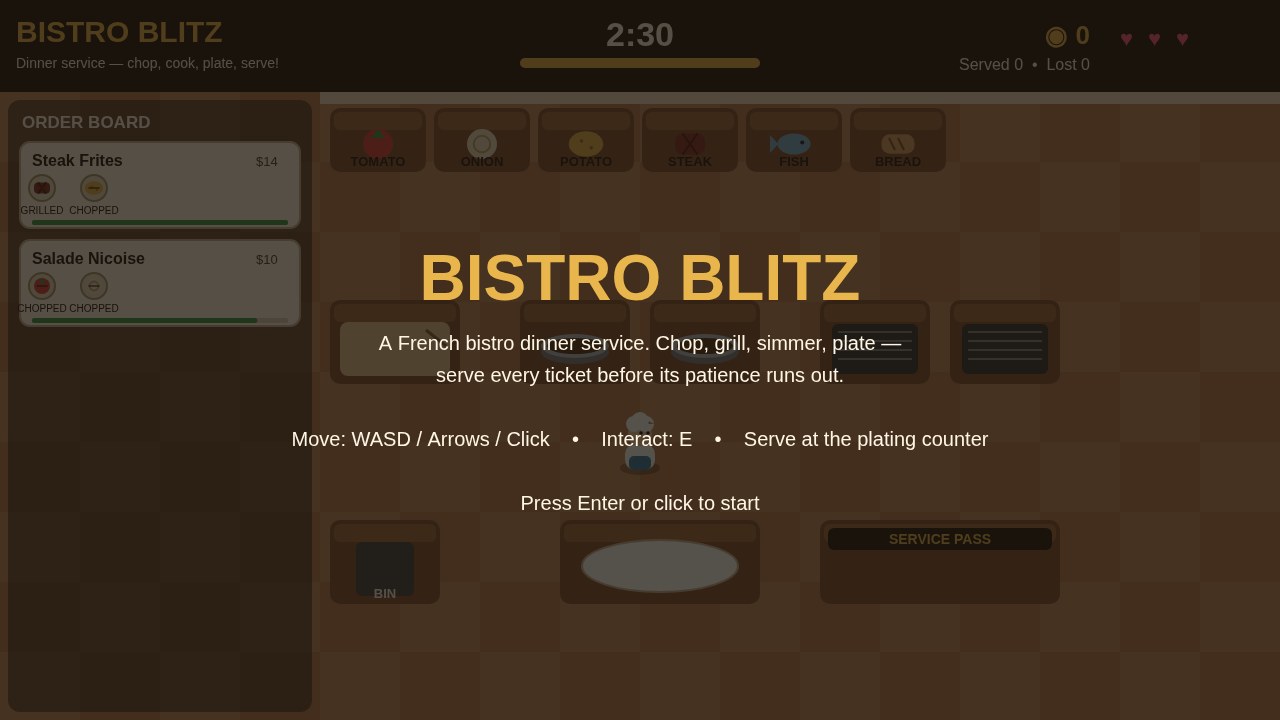 BISTRO BLITZ
Dinner service — chop, cook, plate, serve!
2:30
◉ 0 ♥ ♥ ♥
Served 0 • Lost 0
ORDER BOARD
Steak Frites $14
GRILLED CHOPPED
Salade Nicoise $10
CHOPPED CHOPPED
TOMATO ONION POTATO STEAK FISH BREAD
BISTRO BLITZ
A French bistro dinner service. Chop, grill, simmer, plate —
serve every ticket before its patience runs out.
Move: WASD / Arrows / Click • Interact: E • Serve at the plating counter
Press Enter or click to start
BIN
SERVICE PASS